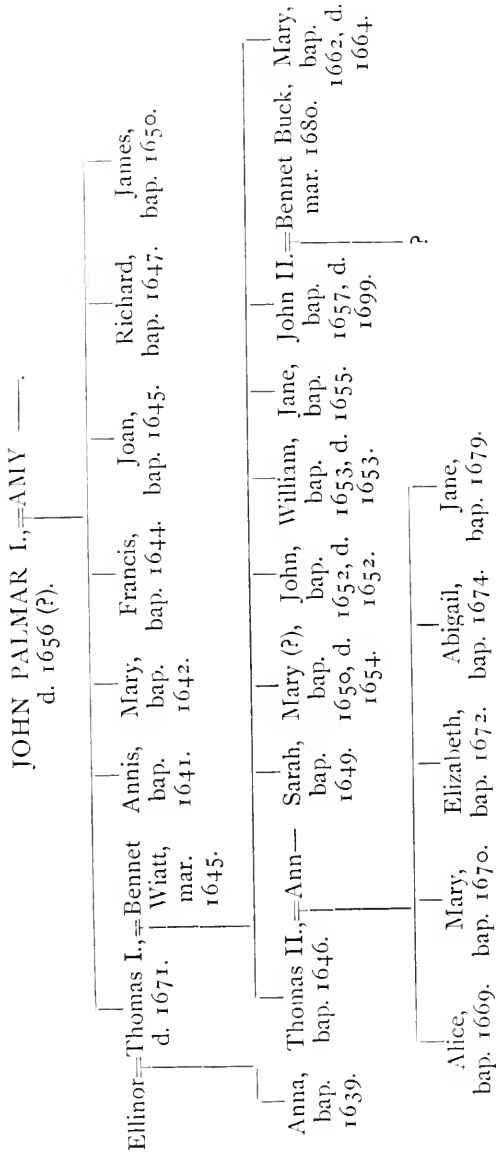 JOHN PALMAR I.,=AMY ——.
d. 1656 (?).
Ellinor=Thomas I.,=Bennet
d. 1671.
Wiatt,
mar.
1645.
Annis,
bap.
1641.
Mary,
bap.
1642.
Francis,
bap. 1644.
Joan,
bap. 1645.
Richard,
bap. 1647.
James,
bap. 1650.
Anna,
bap.
1639.
Thomas II.,=Ann—
bap. 1646.
Sarah,
bap.
1649.
Mary (?),
bap.
1650, d.
1654.
John,
bap.
1652, d.
1652.
William,
bap.
1653, d.
1653.
Jane,
bap.
1655.
John II.=Bennet Buck,
bap.
1657, d.
1699.
mar. 1680.
Mary,
bap.
1662, d.
1664.
?
Alice,
bap. 1669.
Mary,
bap. 1670.
Elizabeth,
bap. 1672.
Abigail,
bap. 1674.
Jane,
bap. 1679.